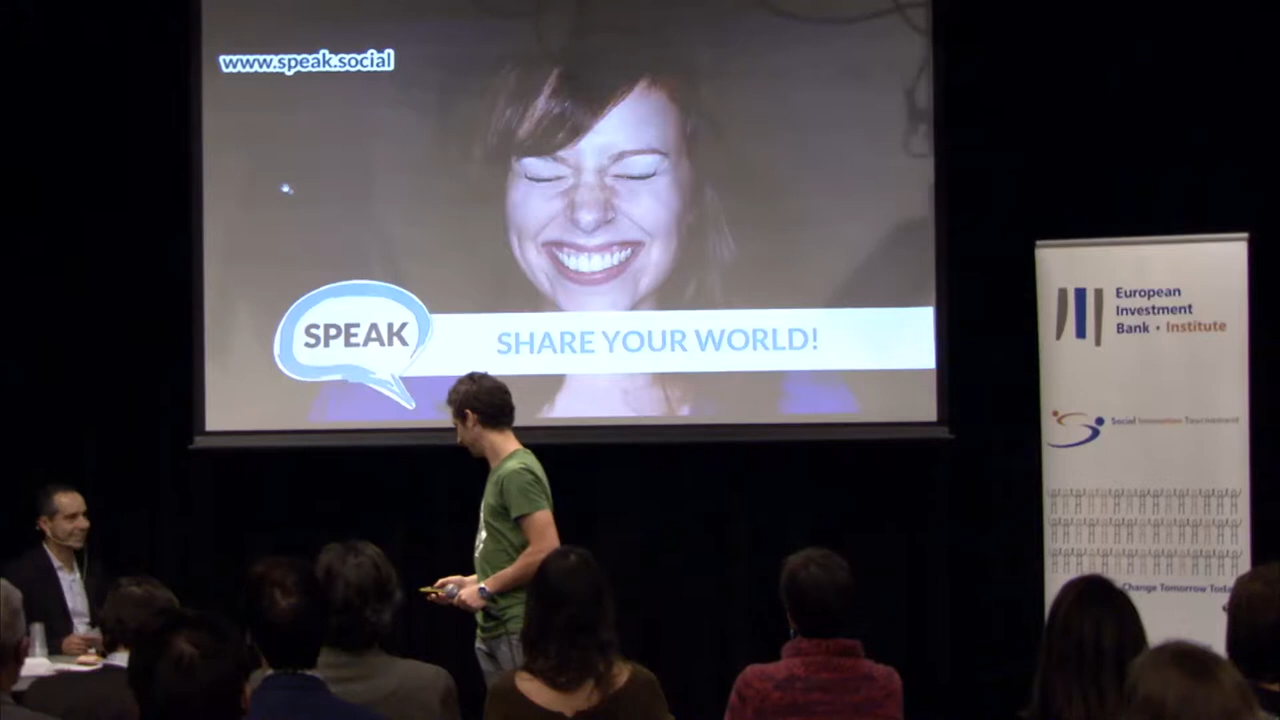 www.speak.social
SPEAK
SHARE YOUR WORLD!
European
Investment
Bank • Institute
Social Innovation Tournament
Change Tomorrow Today